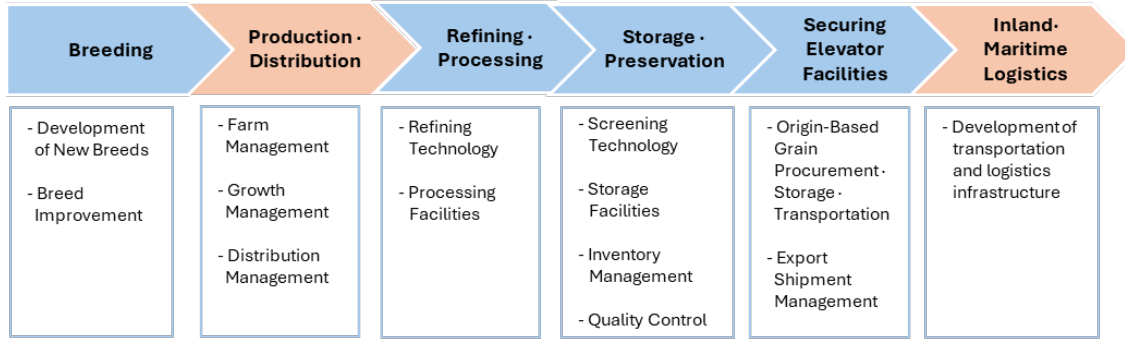 Breeding
Production·
Distribution
Refining·
Processing
Storage·
Preservation
Securing
Elevator
Facilities
Inland·
Maritime
Logistics
- Development
of New Breeds
- Breed
Improvement
- Farm
Management
- Growth
Management
- Distribution
Management
- Refining
Technology
- Processing
Facilities
- Screening
Technology
- Storage
Facilities
- Inventory
Management
- Quality Control
- Origin-Based
Grain
Procurement·
Storage·
Transportation
- Export
Shipment
Management
- Development of
transportation
and logistics
infrastructure